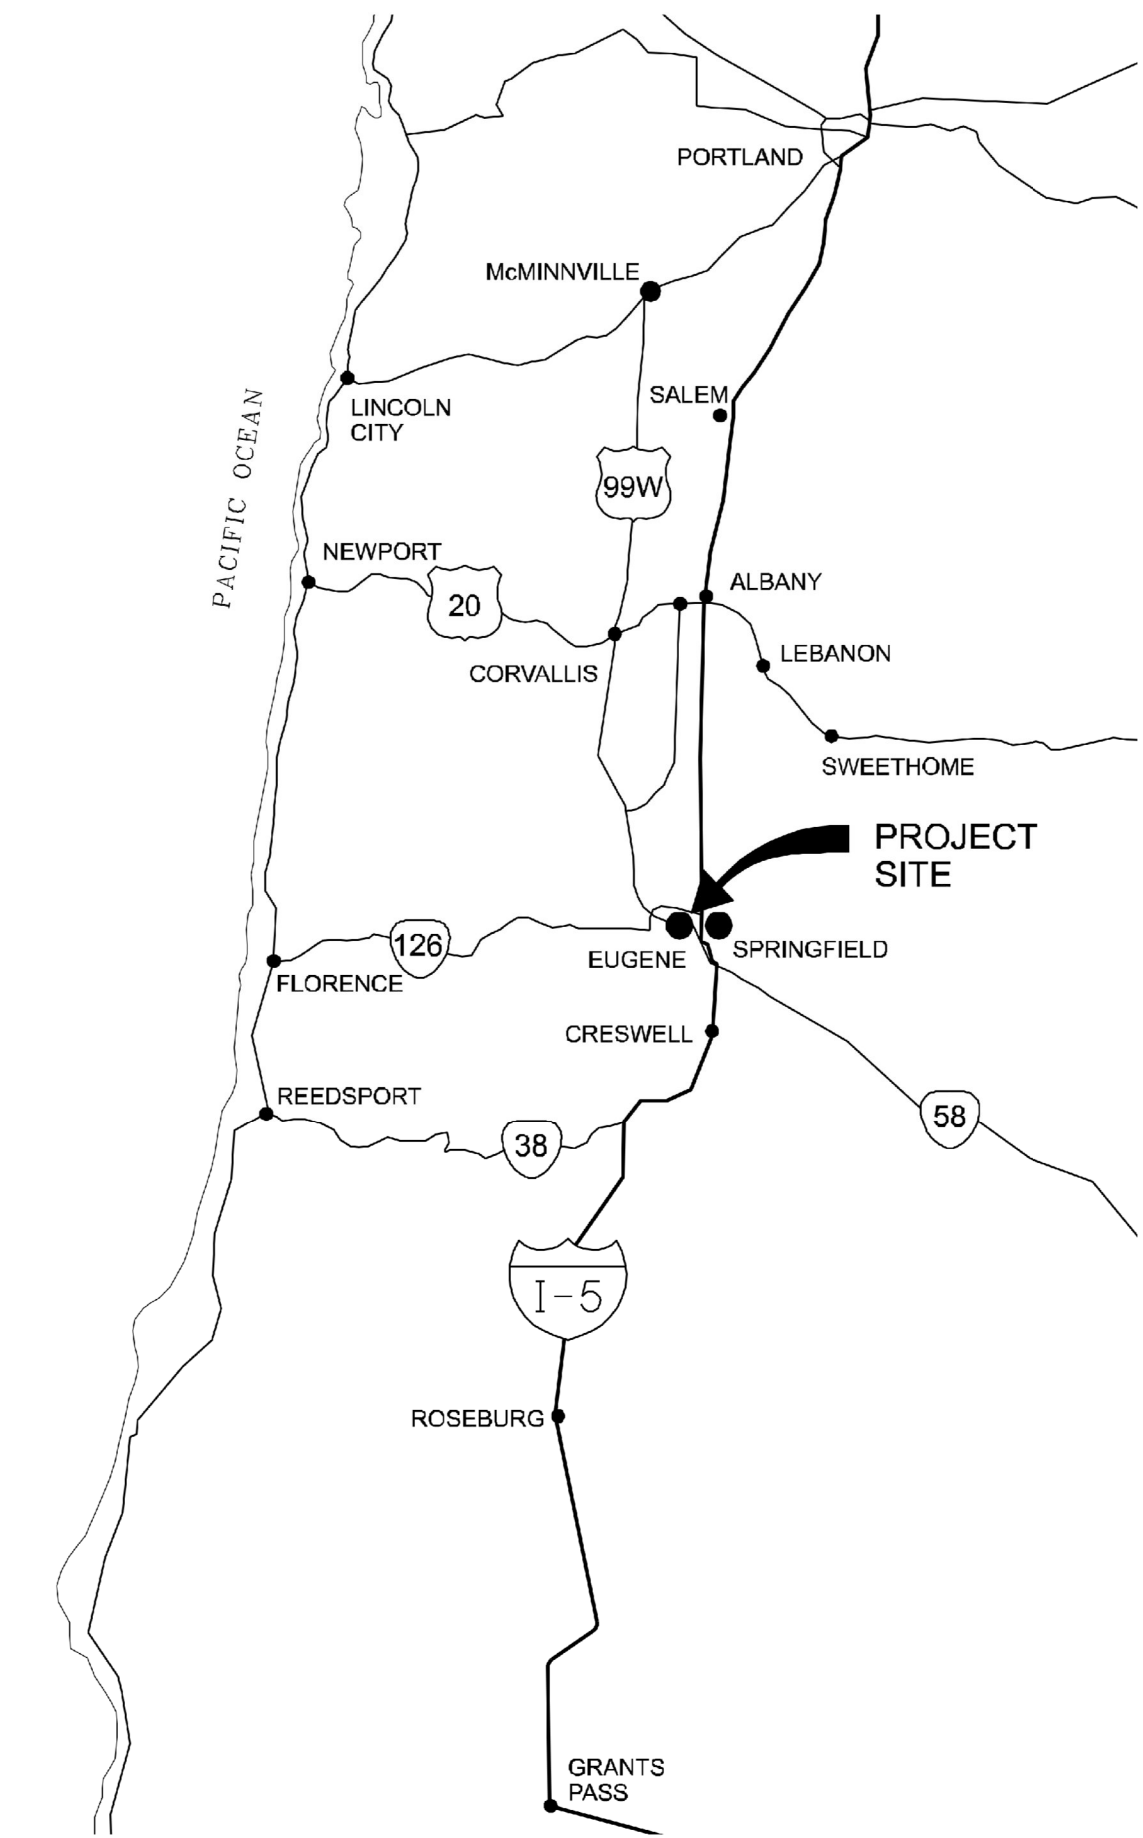 PORTLAND
McMINNVILLE
SALEM
LINCOLN
CITY
PACIFIC OCEAN
99W
NEWPORT
20
ALBANY
CORVALLIS
LEBANON
SWEETHOME
PROJECT
SITE
126
EUGENE
SPRINGFIELD
FLORENCE
CRESWELL
REEDSPORT
58
38
I-5
ROSEBURG
GRANTS
PASS